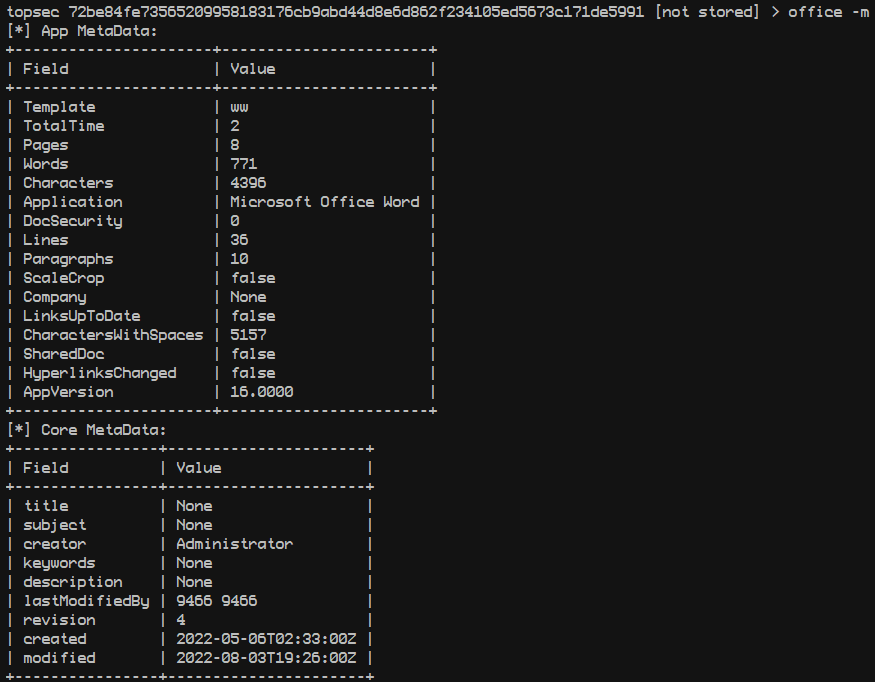 topsec 72be84fe73565209958183176cb9abd44d8e6d862f234105ed5673c171de5991 [not stored] > office -m
[*] App MetaData:
+----------------------+-----------------------+
| Field                | Value                 |
+----------------------+-----------------------+
| Template             | ww                    |
| TotalTime            | 2                     |
| Pages                | 8                     |
| Words                | 771                   |
| Characters           | 4396                  |
| Application          | Microsoft Office Word |
| DocSecurity          | 0                     |
| Lines                | 36                    |
| Paragraphs           | 10                    |
| ScaleCrop            | false                 |
| Company              | None                  |
| LinksUpToDate        | false                 |
| CharactersWithSpaces | 5157                  |
| SharedDoc            | false                 |
| HyperlinksChanged    | false                 |
| AppVersion           | 16.0000               |
+----------------------+-----------------------+
[*] Core MetaData:
+----------------+----------------------+
| Field          | Value                |
+----------------+----------------------+
| title          | None                 |
| subject        | None                 |
| creator        | Administrator        |
| keywords       | None                 |
| description    | None                 |
| lastModifiedBy | 9466 9466            |
| revision       | 4                    |
| created        | 2022-05-06T02:33:00Z |
| modified       | 2022-08-03T19:26:00Z |
+----------------+----------------------+